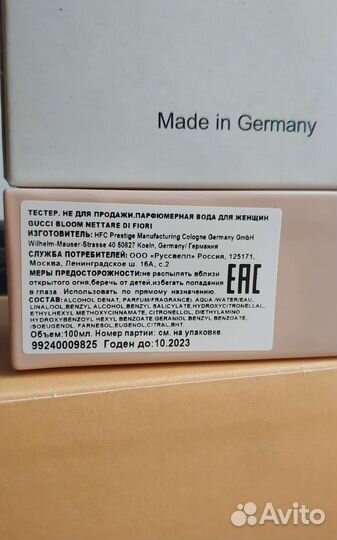 Made in Germany
ТЕСТЕР. НЕ ДЛЯ ПРОДАЖИ.ПАРФЮМЕРНАЯ ВОДА ДЛЯ ЖЕНЩИН
GUCCI BLOOM NETTARE DI FIORI
ИЗГОТОВИТЕЛЬ: HFC Prestige Manufacturing Cologne Germany GmbH
Wilhelm-Mauser-Strasse 40 50827 Koeln, Germany/ Германия
СЛУЖБА ПОТРЕБИТЕЛЕЙ: ООО «Руссвелл» Россия, 125171,
Москва, Ленинградское ш. 16А, с.2
МЕРЫ ПРЕДОСТОРОЖНОСТИ:не распылять вблизи
открытого огня,беречь от детей,избегать попадания
в глаза. Использовать по прямому назначению.
СОСТАВ:ALCOHOL DENAT, PARFUM(FRAGRANCE), AQUA /WATER/EAU,
LINALOOL,BENZYL ALCOHOL,BENZYL SALICYLATE, HYDROXYCITRONELLAL,
ETHYLHEXYL METHOXYCINNAMATE, CITRONELLOL, DIETHYLAMINO
HYDROXYBENZOYL HEXYL BENZOATE,GERANIOL,BENZYL BENZOATE,
ISOEUGENOL, FARNESOL,EUGENOL,CITRAL,BHT.
Объем:100мл. Номер партии: см. на упаковке.
99240009825 Годен до:10.2023
EAC
Avito